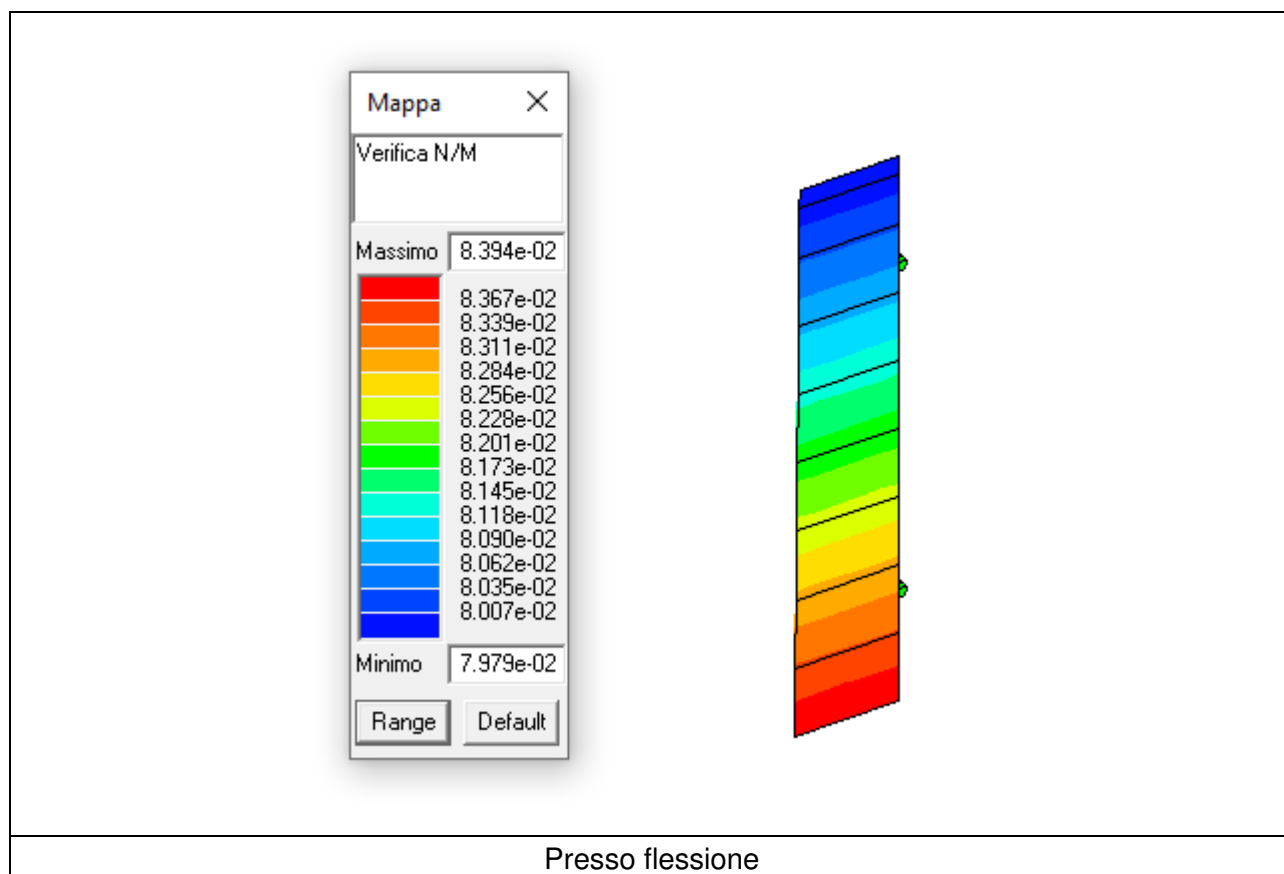 Mappa
Verifica N/M
Massimo 8.394e-02
8.367e-02
8.339e-02
8.311e-02
8.284e-02
8.256e-02
8.228e-02
8.201e-02
8.173e-02
8.145e-02
8.118e-02
8.090e-02
8.062e-02
8.035e-02
8.007e-02
Minimo 7.979e-02
Range Default
Presso flessione